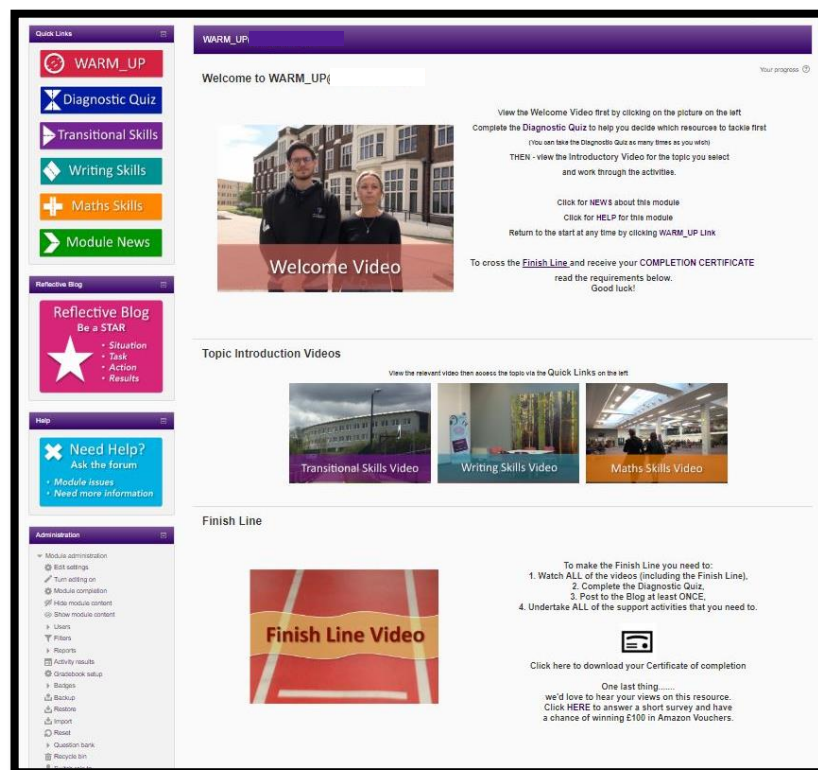 Quick Links
WARM_UP
Diagnostic Quiz
Transitional Skills
Writing Skills
Maths Skills
Module News
Reflective Blog
Reflective Blog
Be a STAR
• Situation
• Task
• Action
• Results
Help
Need Help?
Ask the forum
• Module issues
• Need more information
Administration
Module administration
Edit settings
Turn editing on
Module completion
Hide module content
Show module content
Users
Filters
Reports
Activity results
Gradebook setup
Badges
Backup
Restore
Import
Reset
Question bank
Recycle bin
WARM_UP
Your progress
Welcome to WARM_UP(
Welcome Video
View the Welcome Video first by clicking on the picture on the left
Complete the Diagnostic Quiz to help you decide which resources to tackle first
(You can take the Diagnostic Quiz as many times as you wish)
THEN - view the Introductory Video for the topic you select
and work through the activities.
Click for NEWS about this module
Click for HELP for this module
Return to the start at any time by clicking WARM_UP Link
To cross the Finish Line and receive your COMPLETION CERTIFICATE
read the requirements below.
Good luck!
Topic Introduction Videos
View the relevant video then access the topic via the Quick Links on the left
Transitional Skills Video
Writing Skills Video
Maths Skills Video
Finish Line
Finish Line Video
To make the Finish Line you need to:
1. Watch ALL of the videos (including the Finish Line),
2. Complete the Diagnostic Quiz,
3. Post to the Blog at least ONCE,
4. Undertake ALL of the support activities that you need to.
Click here to download your Certificate of completion
One last thing.......
we'd love to hear your views on this resource.
Click HERE to answer a short survey and have
a chance of winning £100 in Amazon Vouchers.